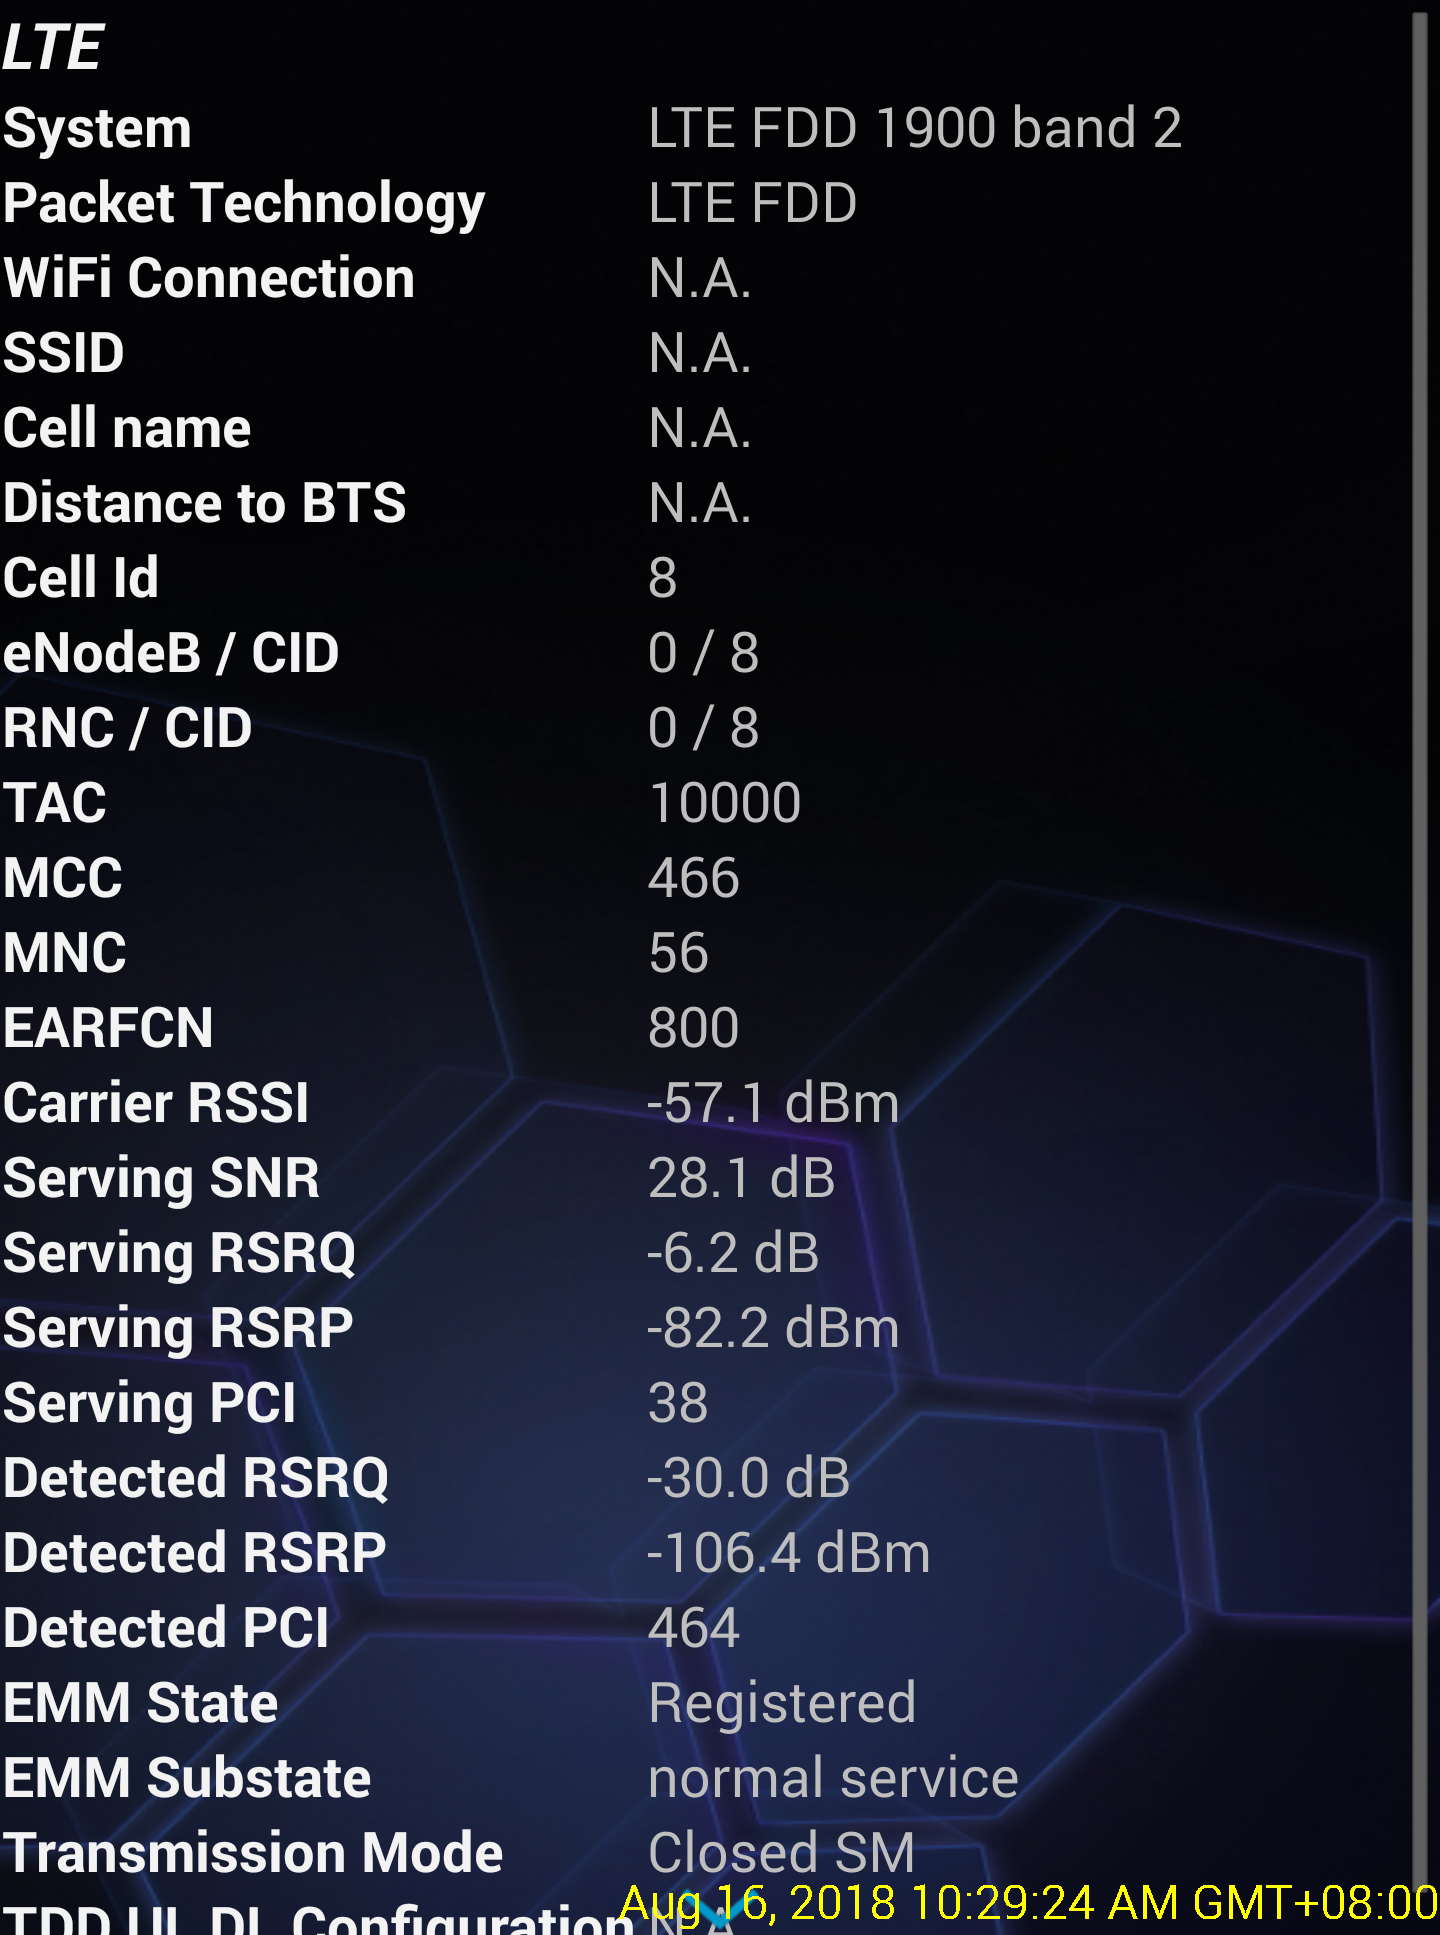 LTE
System LTE FDD 1900 band 2
Packet Technology LTE FDD
WiFi Connection N.A.
SSID N.A.
Cell name N.A.
Distance to BTS N.A.
Cell Id 8
eNodeB / CID 0 / 8
RNC / CID 0 / 8
TAC 10000
MCC 466
MNC 56
EARFCN 800
Carrier RSSI -57.1 dBm
Serving SNR 28.1 dB
Serving RSRQ -6.2 dB
Serving RSRP -82.2 dBm
Serving PCI 38
Detected RSRQ -30.0 dB
Detected RSRP -106.4 dBm
Detected PCI 464
EMM State Registered
EMM Substate normal service
Transmission Mode Closed SM
Aug 16, 2018 10:29:24 AM GMT+08:00
TDD UL DL Configuration